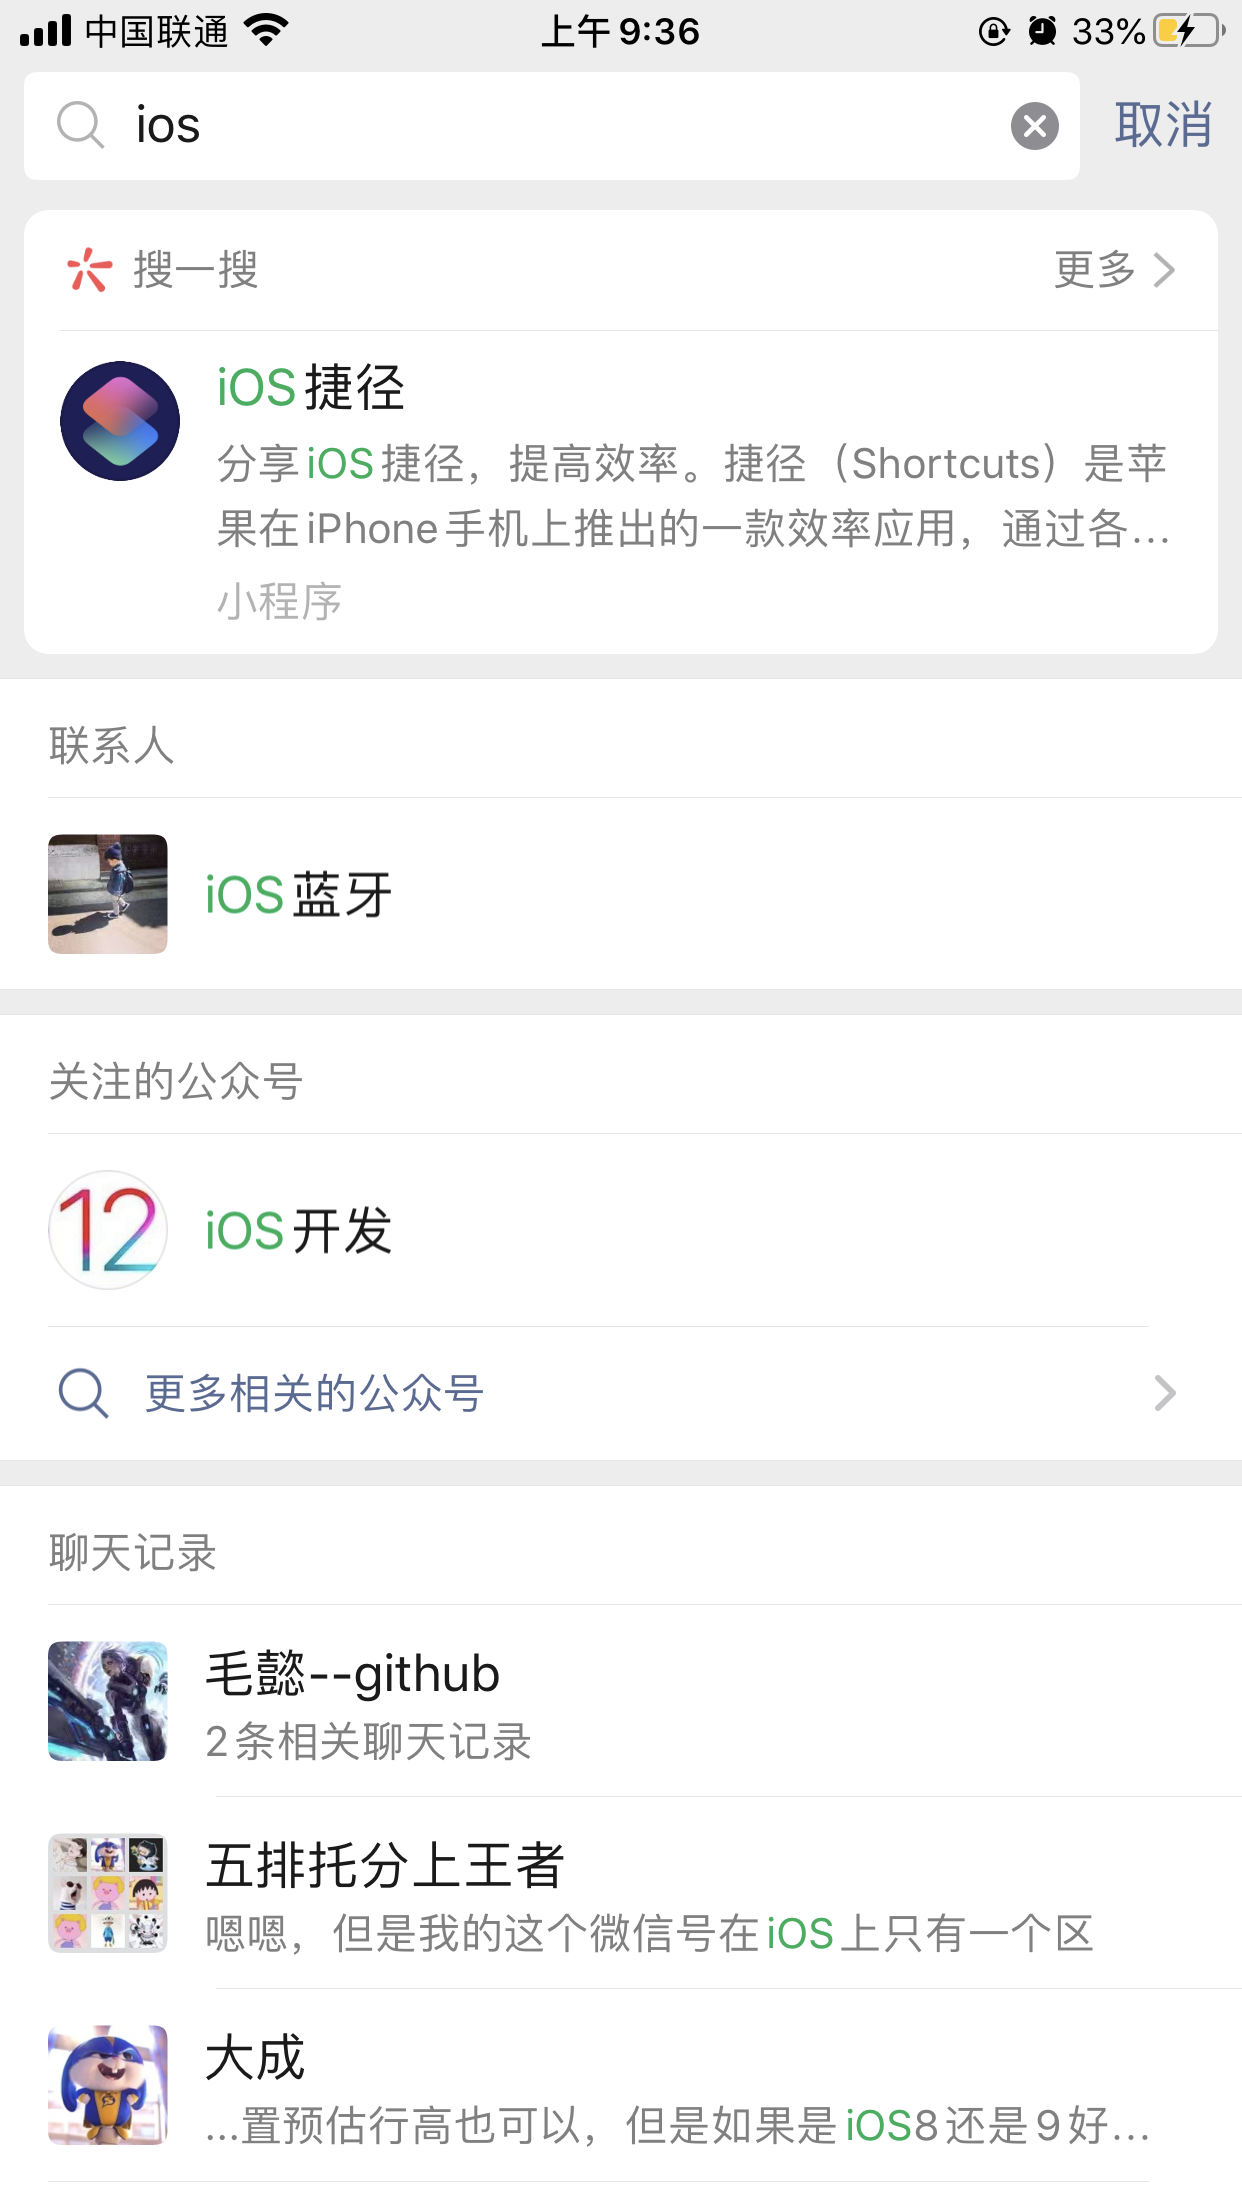 中国联通
上午 9:36
33%
ios
取消
搜一搜
更多
iOS捷径
分享iOS捷径，提高效率。捷径（Shortcuts）是苹
果在iPhone手机上推出的一款效率应用，通过各...
小程序
联系人
iOS蓝牙
关注的公众号
12
iOS开发
更多相关的公众号
聊天记录
毛懿--github
2条相关聊天记录
五排托分上王者
嗯嗯，但是我的这个微信号在iOS上只有一个区
大成
...置预估行高也可以，但是如果是iOS8还是9好...